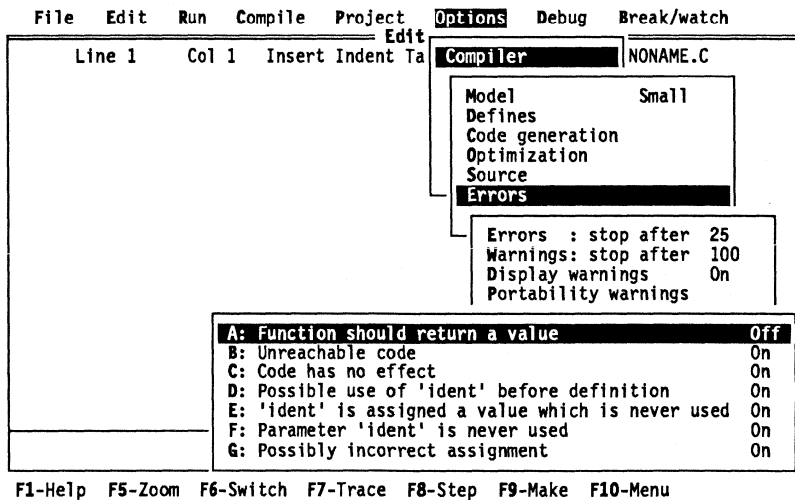 File Edit Run Compile Project Options Debug Break/watch
Edit
Line 1 Col 1 Insert Indent Ta Compiler NONAME.C
Model Small
Defines
Code generation
Optimization
Source
Errors
Errors : stop after 25
Warnings: stop after 100
Display warnings On
Portability warnings
A: Function should return a value Off
B: Unreachable code On
C: Code has no effect On
D: Possible use of 'ident' before definition On
E: 'ident' is assigned a value which is never used On
F: Parameter 'ident' is never used On
G: Possibly incorrect assignment On
F1-Help F5-Zoom F6-Switch F7-Trace F8-Step F9-Make F10-Menu